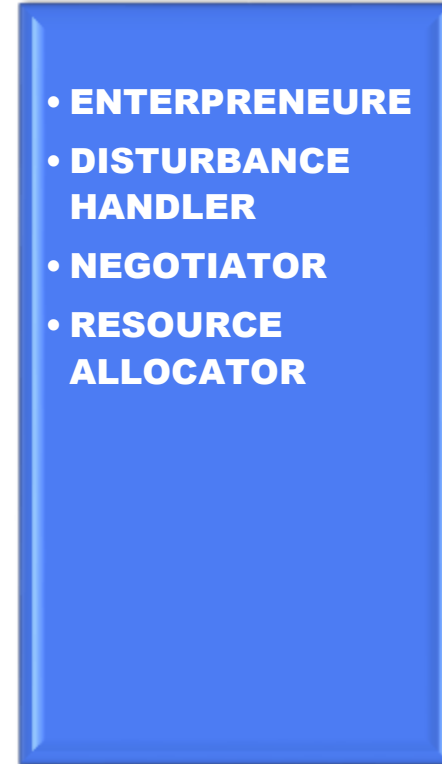 • ENTERPRENEURE
• DISTURBANCE
HANDLER
• NEGOTIATOR
• RESOURCE
ALLOCATOR